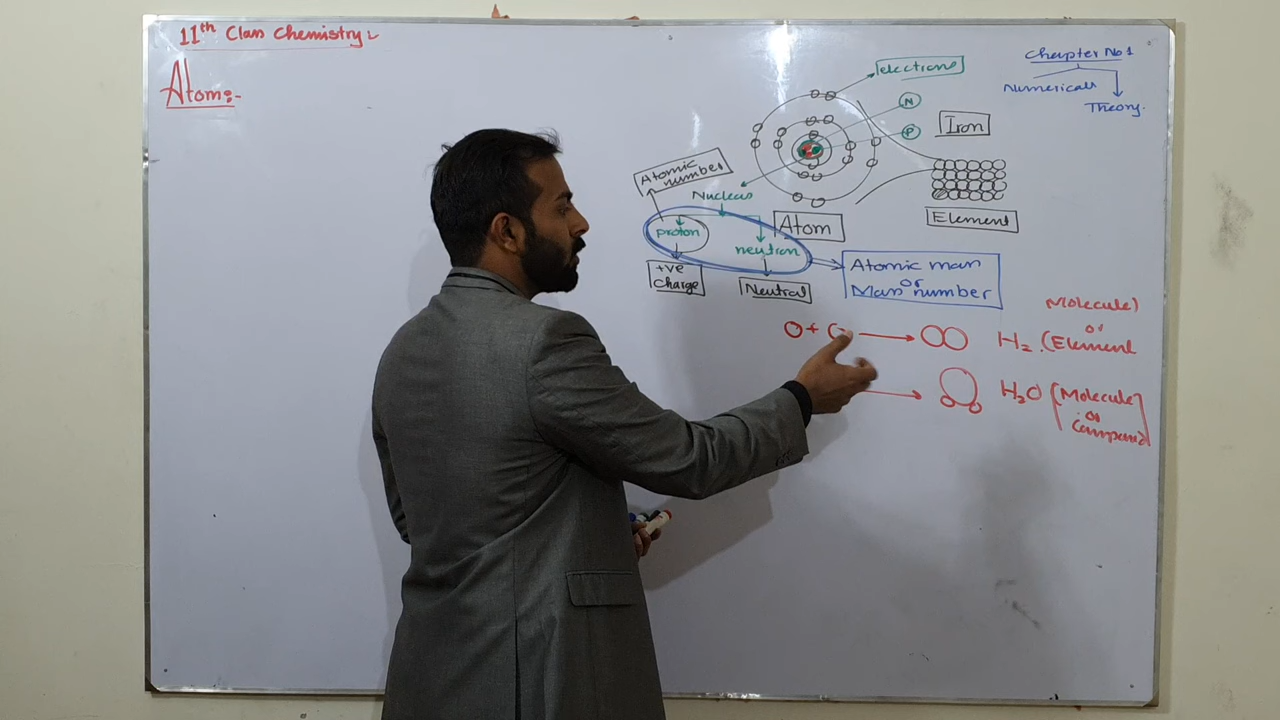 11th Class Chemistry:
Atom:-
Chapter No 1
Numericals
Theory.
electrons
N
P
Iron
Atomic number
Nucleus
proton
neutron
Atom
Element
+ve Charge
Neutral
Atomic mass
or
Mass number
O + O → OO H2 (Element
Molecule)
or
H2O [Molecule]
or
Compound